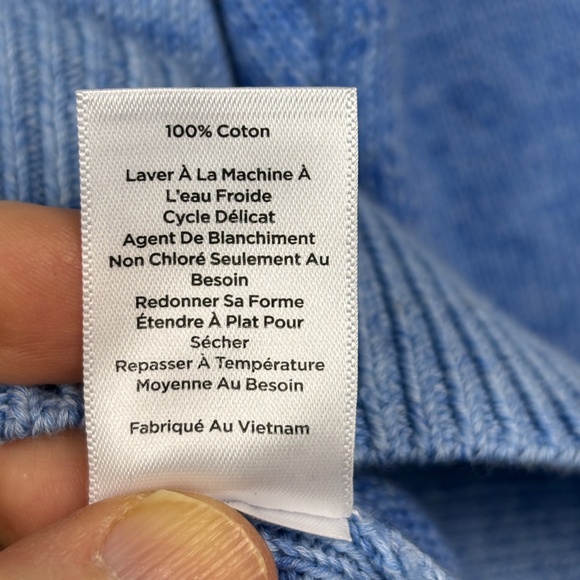 100% Coton
Laver À La Machine À
L'eau Froide
Cycle Délicat
Agent De Blanchiment
Non Chloré Seulement Au
Besoin
Redonner Sa Forme
Étendre À Plat Pour
Sécher
Repasser À Température
Moyenne Au Besoin
Fabriqué Au Vietnam